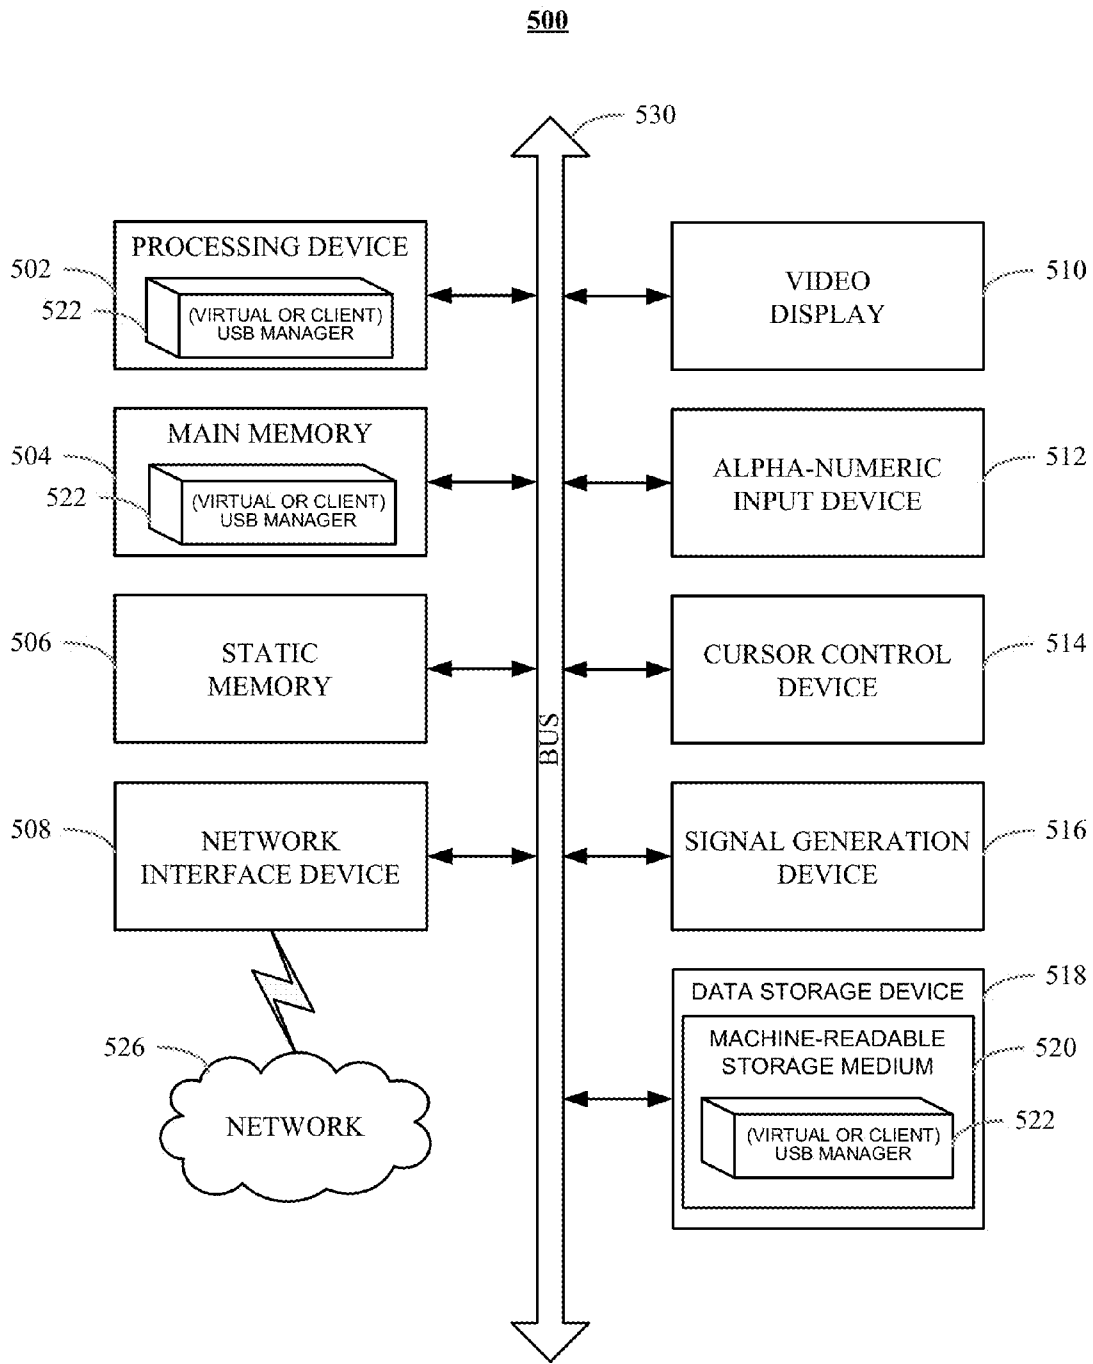 500
530
PROCESSING DEVICE
502
522
(VIRTUAL OR CLIENT)
USB MANAGER
VIDEO
DISPLAY
510
MAIN MEMORY
504
522
(VIRTUAL OR CLIENT)
USB MANAGER
ALPHA-NUMERIC
INPUT DEVICE
512
506
STATIC
MEMORY
CURSOR CONTROL
DEVICE
514
BUS
508
NETWORK
INTERFACE DEVICE
SIGNAL GENERATION
DEVICE
516
526
NETWORK
DATA STORAGE DEVICE
518
MACHINE-READABLE
STORAGE MEDIUM
520
(VIRTUAL OR CLIENT)
USB MANAGER
522